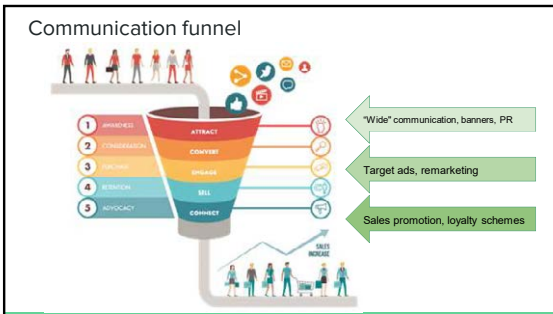 Communication funnel
1 AWARENESS
2 CONSIDERATION
3 PURCHASE
4 RETENTION
5 ADVOCACY
ATTRACT
CONVERT
ENGAGE
SELL
CONNECT
SALES
INCREASE
"Wide" communication, banners, PR
Target ads, remarketing
Sales promotion, loyalty schemes